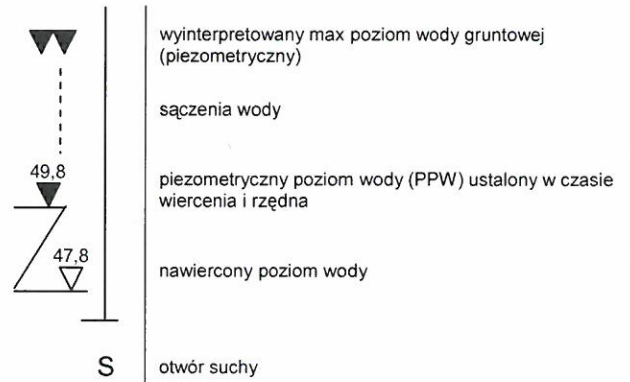 wyinterpretowany max poziom wody gruntowej
(piezometryczny)
sączenia wody
49,8
piezometryczny poziom wody (PPW) ustalony w czasie
wiercenia i rzędna
47,8
nawiercony poziom wody
S
otwór suchy